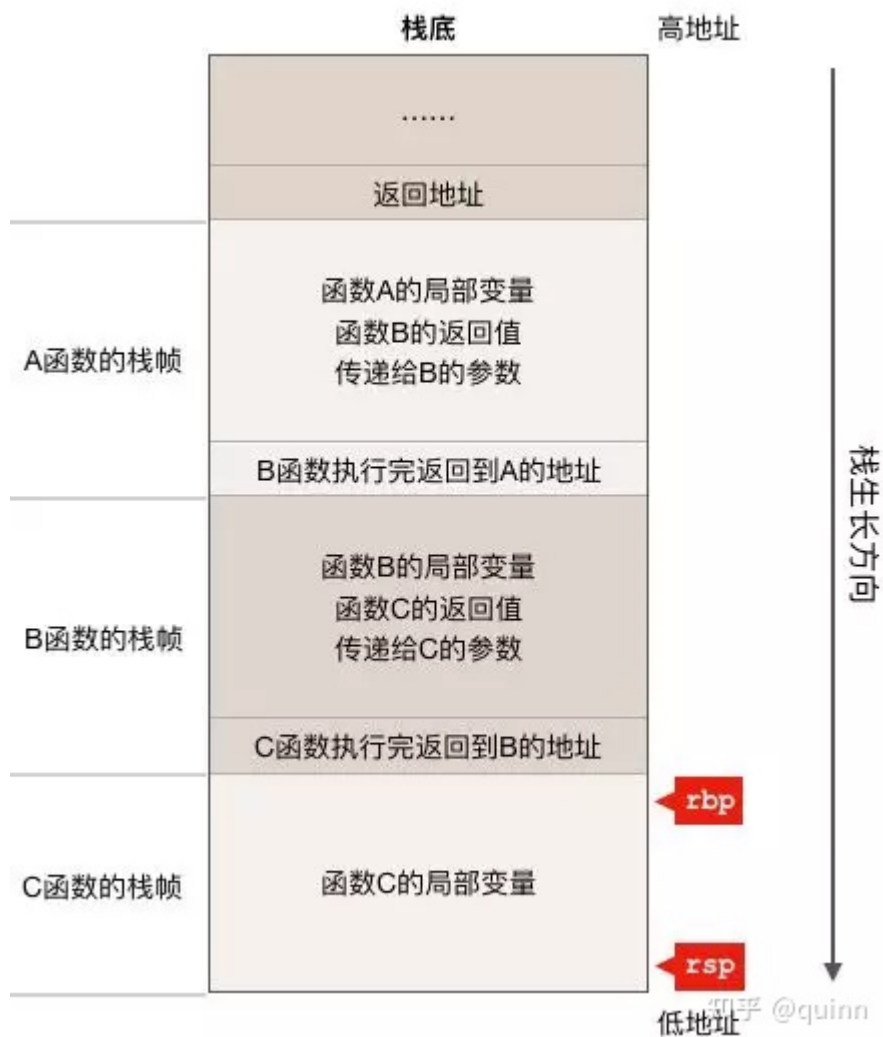 栈底
高地址
......
返回地址
函数A的局部变量
函数B的返回值
传递给B的参数
A函数的栈帧
B函数执行完返回到A的地址
栈生长方向
函数B的局部变量
函数C的返回值
传递给C的参数
B函数的栈帧
C函数执行完返回到B的地址
rbp
函数C的局部变量
C函数的栈帧
rsp
知乎 @quinn
低地址